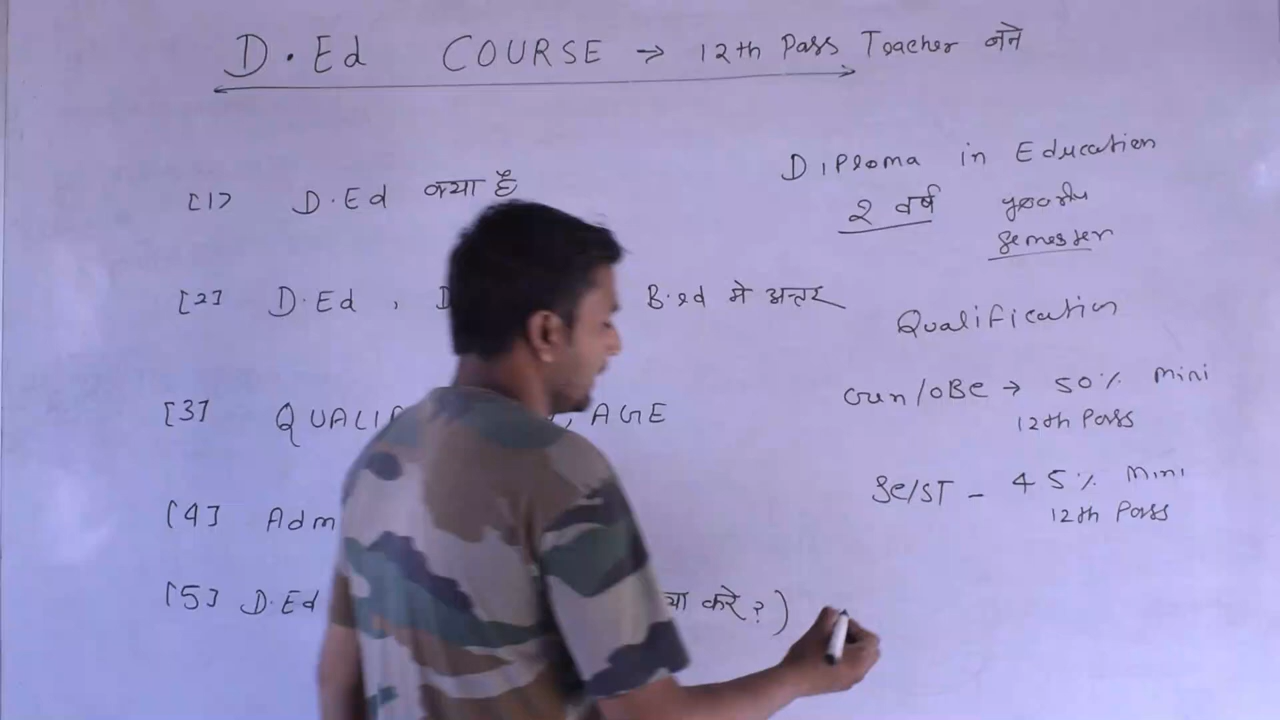 D.Ed COURSE → 12th Pass Teacher बने
[1] D.Ed क्या है
[2] D.Ed, D B.ed मे अन्तर
[3] QUALI , AGE
[4] Adm
[5] D.Ed क्या करे?)
Diploma in Education
2 वर्ष yearly
semester
Qualification
Gen/OBC → 50% Mini
12th Pass
SC/ST - 45% Mini
12th Pass